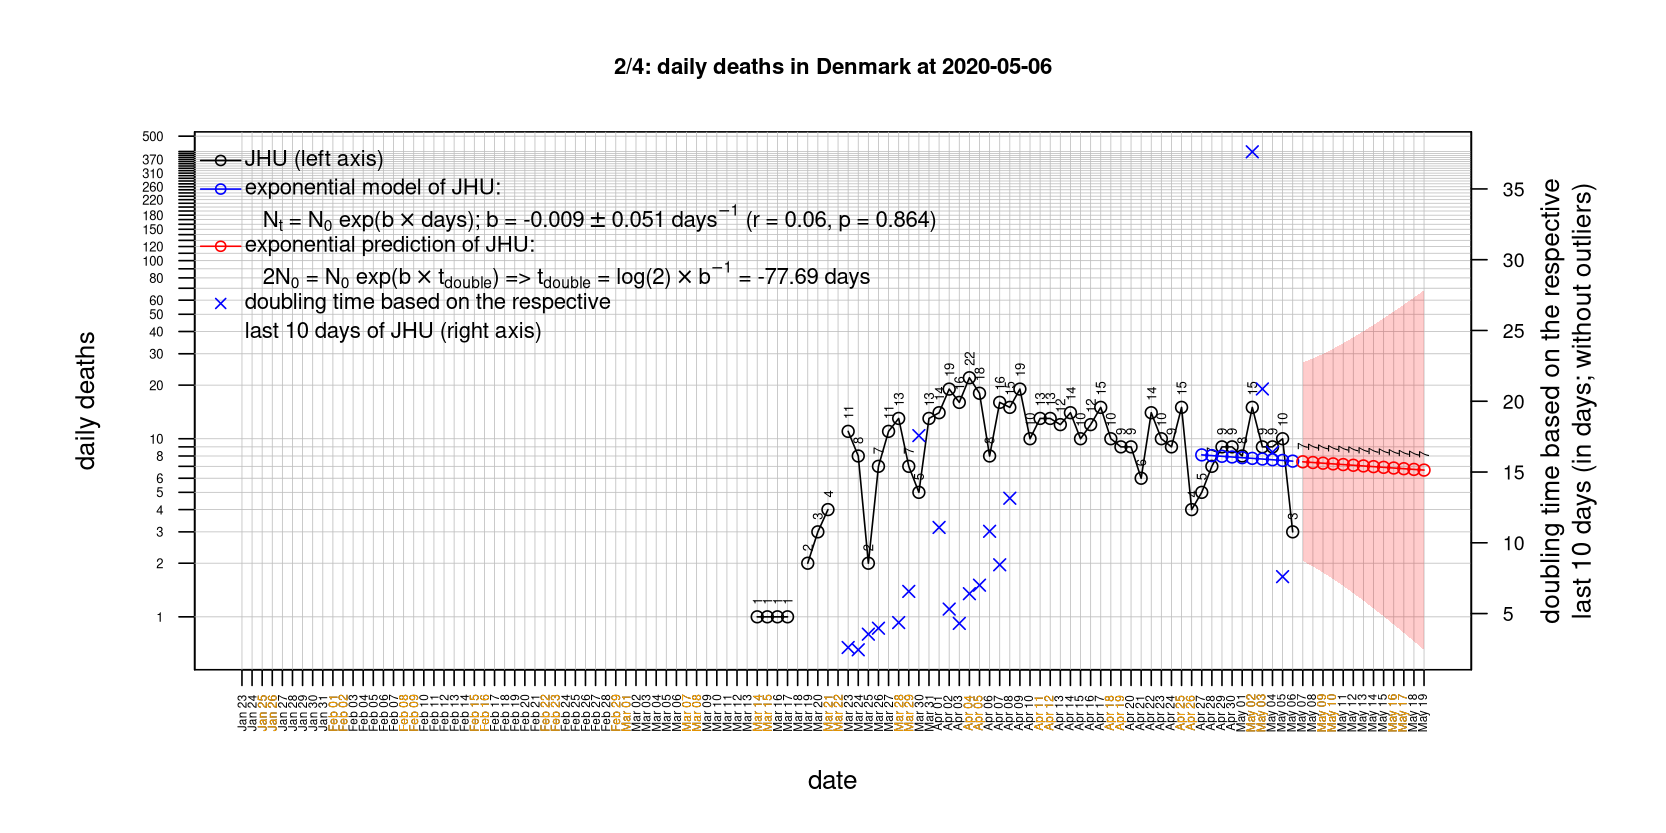 2/4: daily deaths in Denmark at 2020-05-06
JHU (left axis)
exponential model of JHU:
Nt = N0 exp(b × days); b = -0.009 ± 0.051 days−1 (r = 0.06, p = 0.864)
exponential prediction of JHU:
2N0 = N0 exp(b × tdouble) => tdouble = log(2) × b−1 = -77.69 days
doubling time based on the respective
last 10 days of JHU (right axis)
daily deaths
500
370
310
260
220
180
150
120
100
80
60
50
40
30
20
10
8
6
5
4
3
2
1
35
30
25
20
15
10
5
doubling time based on the respective
last 10 days (in days; without outliers)
Jan 23 Jan 24 Jan 25 Jan 26 Jan 27 Jan 28 Jan 29 Jan 30 Jan 31 Feb 01 Feb 02 Feb 03 Feb 04 Feb 05 Feb 06 Feb 07 Feb 08 Feb 09 Feb 10 Feb 11 Feb 12 Feb 13 Feb 14 Feb 15 Feb 16 Feb 17 Feb 18 Feb 19 Feb 20 Feb 21 Feb 22 Feb 23 Feb 24 Feb 25 Feb 26 Feb 27 Feb 28 Feb 29 Mar 01 Mar 02 Mar 03 Mar 04 Mar 05 Mar 06 Mar 07 Mar 08 Mar 09 Mar 10 Mar 11 Mar 12 Mar 13 Mar 14 Mar 15 Mar 16 Mar 17 Mar 18 Mar 19 Mar 20 Mar 21 Mar 22 Mar 23 Mar 24 Mar 25 Mar 26 Mar 27 Mar 28 Mar 29 Mar 30 Mar 31 Apr 01 Apr 02 Apr 03 Apr 04 Apr 05 Apr 06 Apr 07 Apr 08 Apr 09 Apr 10 Apr 11 Apr 12 Apr 13 Apr 14 Apr 15 Apr 16 Apr 17 Apr 18 Apr 19 Apr 20 Apr 21 Apr 22 Apr 23 Apr 24 Apr 25 Apr 26 Apr 27 Apr 28 Apr 29 Apr 30 May 01 May 02 May 03 May 04 May 05 May 06 May 07 May 08 May 09 May 10 May 11 May 12 May 13 May 14 May 15 May 16 May 17 May 18 May 19
1 1 1 1 2 3 4 11 8 2 7 11 13 7 5 13 14 19 16 22 18 8 16 15 19 10 13 13 12 14 10 12 15 10 9 9 6 14 10 9 15 4 5 7 9 9 8 15 9 9 10 3 7 7 7 7 7 7 7 7 7 7 7 7 7
date